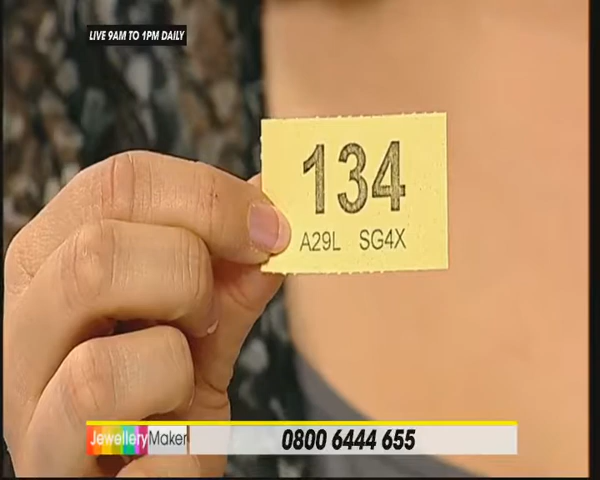 LIVE 9AM TO 1PM DAILY
134
A29L SG4X
JewelleryMaker
0800 6444 655